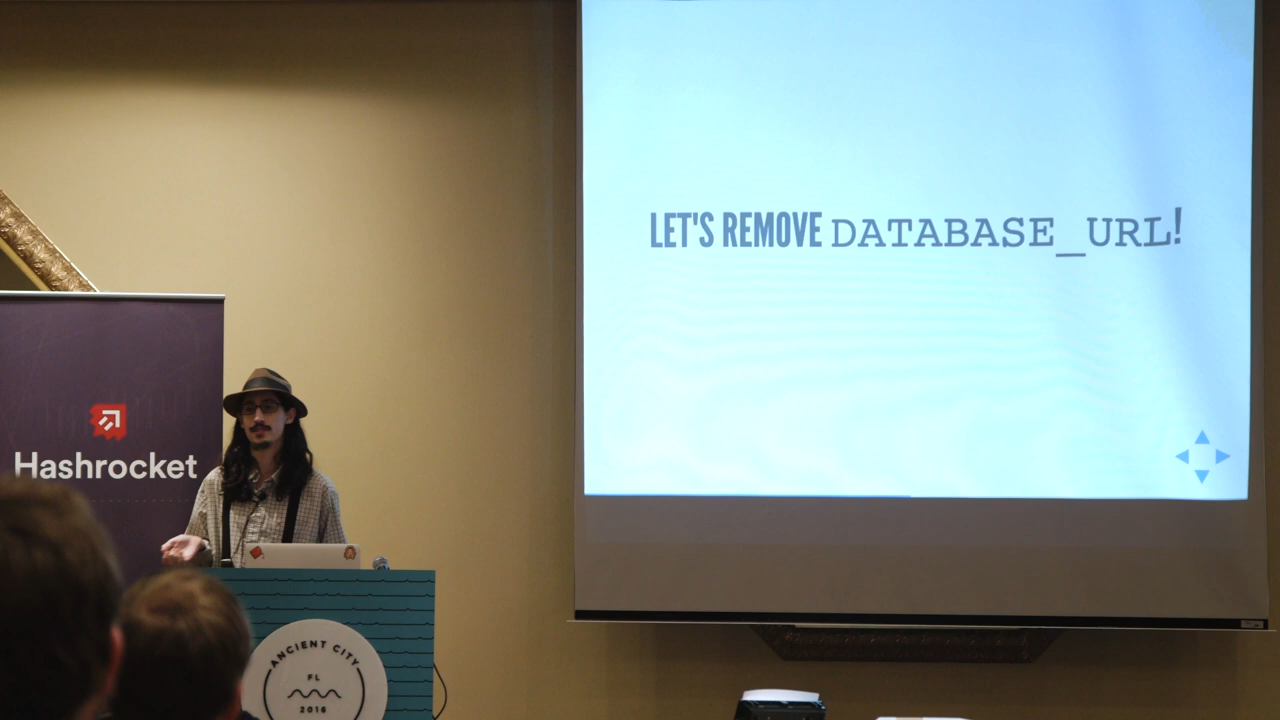 LET'S REMOVE DATABASE_URL!
Hashrocket
ANCIENT CITY
FL
2016